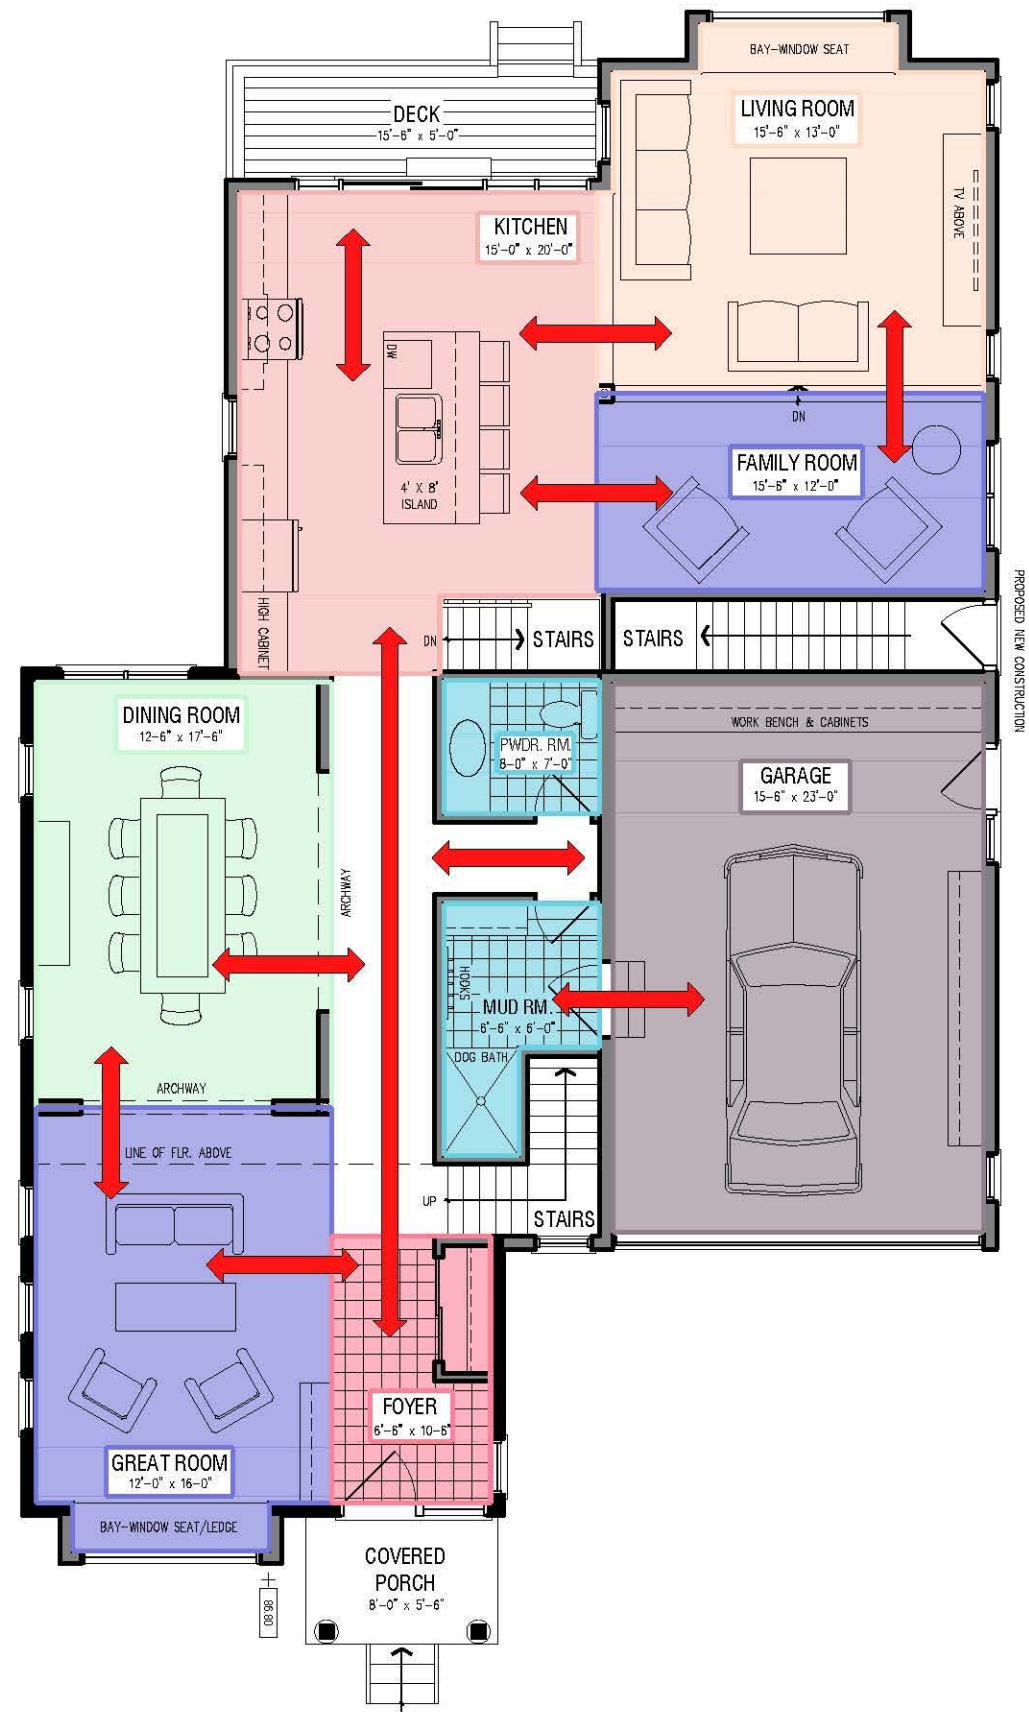 BAY-WINDOW SEAT
LIVING ROOM
15'-6" x 13'-0"
DECK
15'-6" x 5'-0"
TV ABOVE
KITCHEN
15'-0" x 20'-0"
DW
4' X 8'
ISLAND
DN
FAMILY ROOM
15'-6" x 12'-0"
HIGH CABINET
DN
STAIRS
STAIRS
PROPOSED NEW CONSTRUCTION
DINING ROOM
12-6" x 17'-6"
PWDR. RM.
8-0" x 7'-0"
WORK BENCH & CABINETS
GARAGE
15-6" x 23'-0"
ARCHWAY
HOOKS
MUD RM.
6'-6" x 6'-0"
DOG BATH
ARCHWAY
LINE OF FLR. ABOVE
UP
STAIRS
FOYER
6'-6" x 10-6"
GREAT ROOM
12'-0" x 16-0"
BAY-WINDOW SEAT/LEDGE
COVERED
PORCH
8'-0" x 5'-6"
86.80